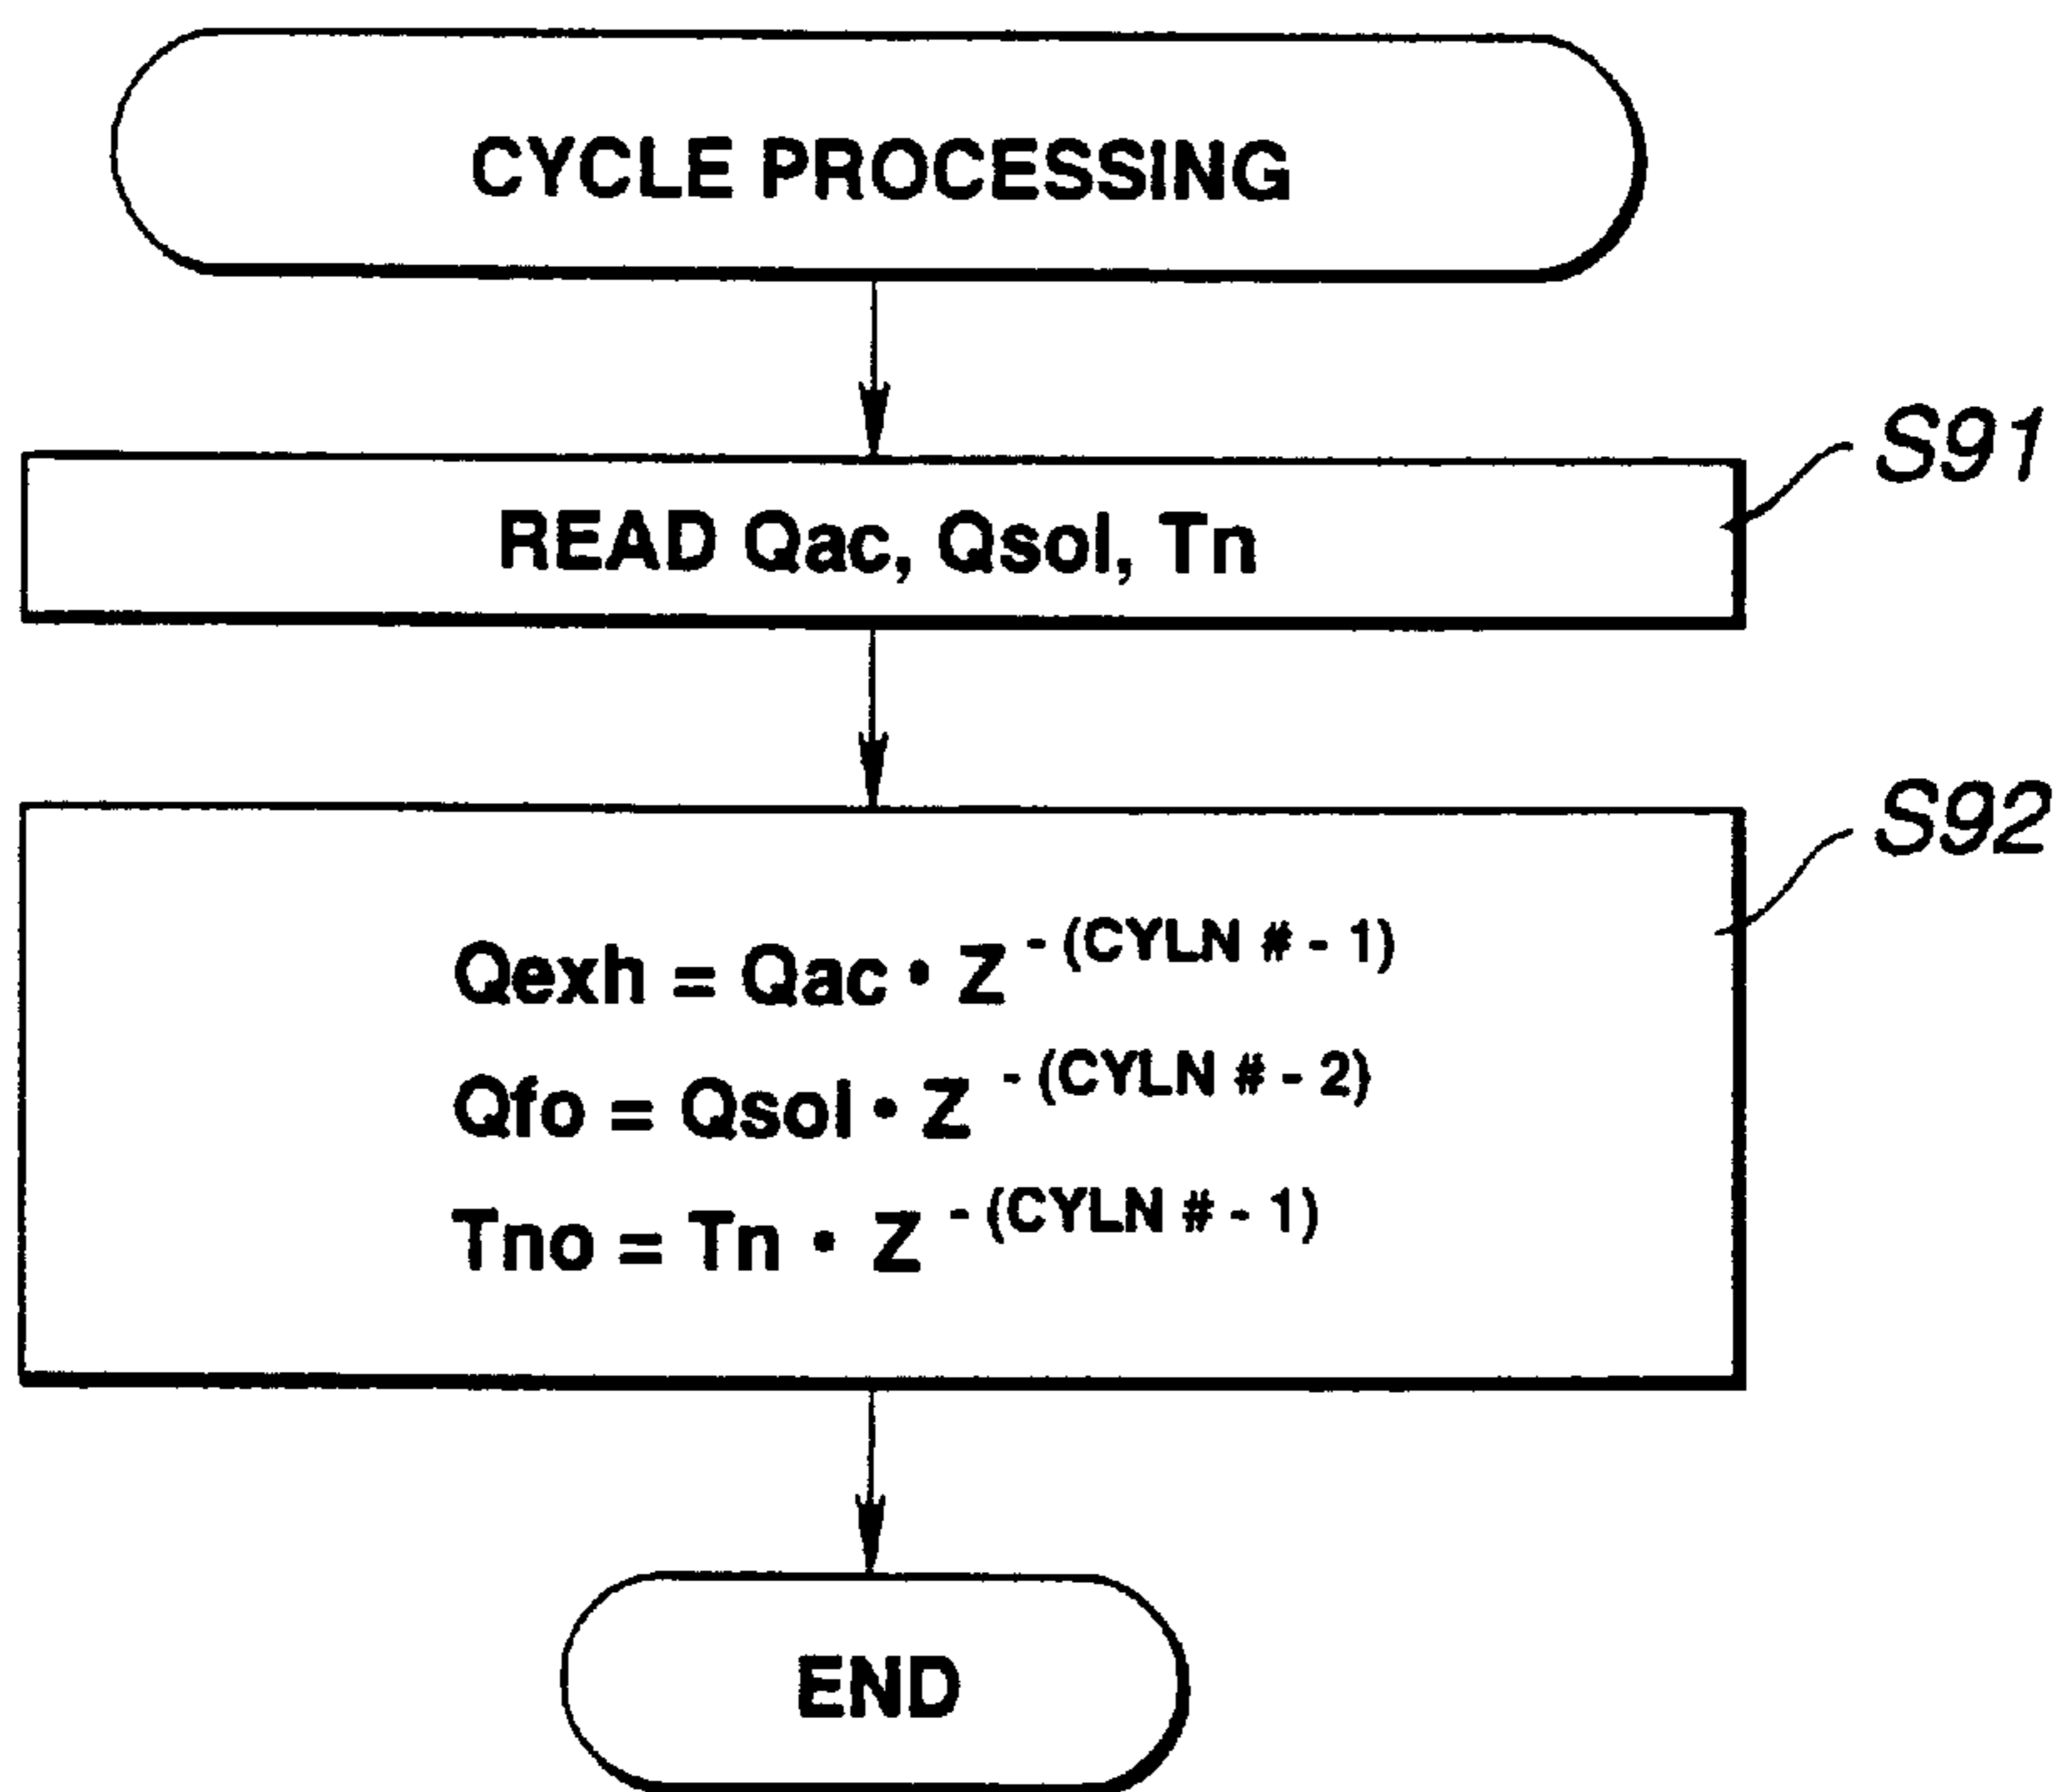 CYCLE PROCESSING
S91
READ Qac, Qsol, Tn
S92
Qexh = Qac • Z - (CYLN # - 1)
Qfo = Qsol • Z - (CYLN # - 2)
Tno = Tn • Z - (CYLN # - 1)
END